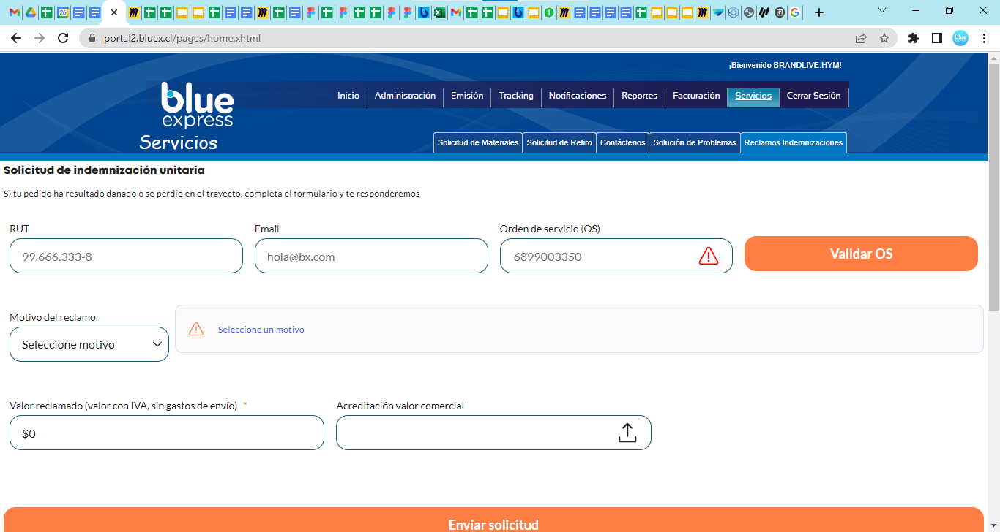 26
1
portal2.bluex.cl/pages/home.xhtml
blue
¡Bienvenido BRANDLIVE.HYM!
blue
express
Inicio
Administración
Emisión
Tracking
Notificaciones
Reportes
Facturación
Servicios
Cerrar Sesión
Servicios
Solicitud de Materiales
Solicitud de Retiro
Contáctenos
Solución de Problemas
Reclamos Indemnizaciones
Solicitud de indemnización unitaria
Si tu pedido ha resultado dañado o se perdió en el trayecto, completa el formulario y te responderemos
RUT
Email
Orden de servicio (OS)
99.666.333-8
hola@bx.com
6899003350
Validar OS
Motivo del reclamo
Seleccione motivo
Seleccione un motivo
Valor reclamado (valor con IVA, sin gastos de envío) *
Acreditación valor comercial
$0
Enviar solicitud